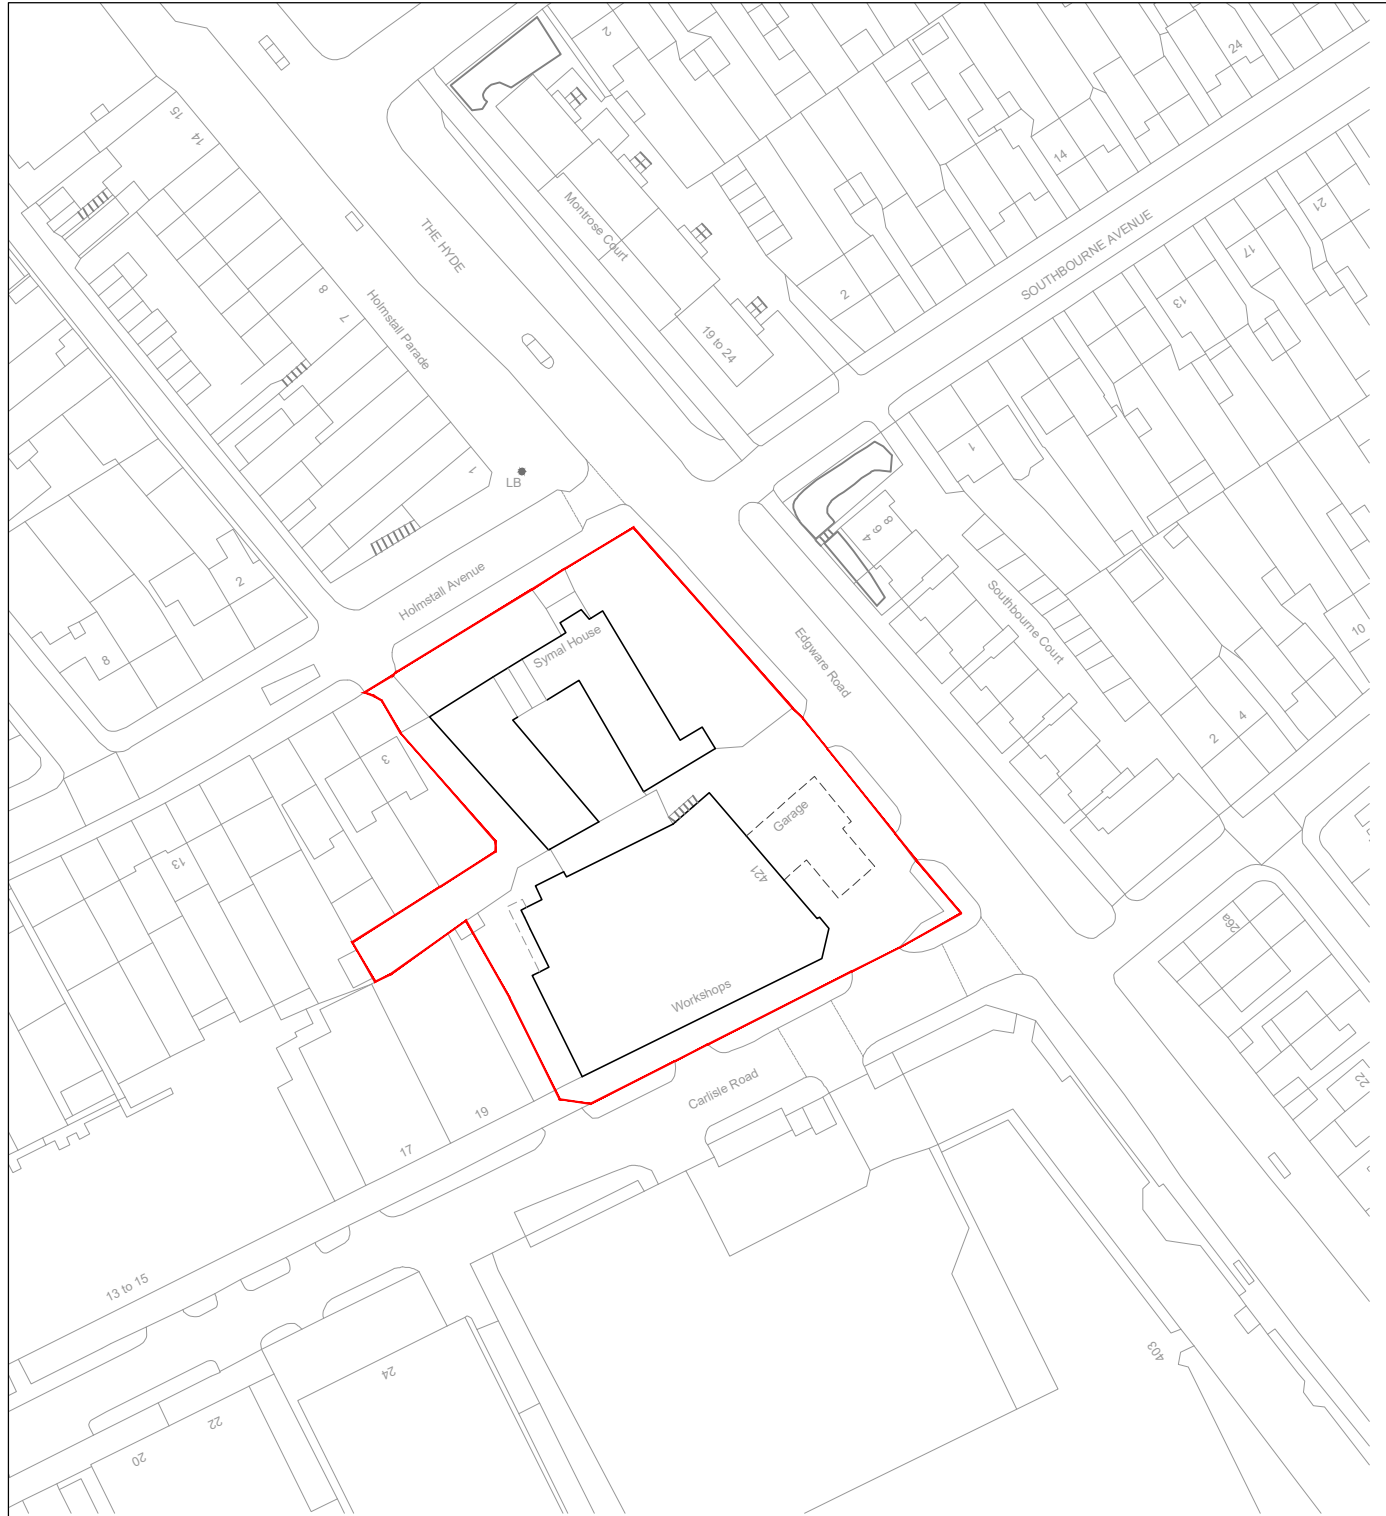 2
24
15
14
14
21
THE HYDE
Montrose Court
SOUTHBOURNE AVENUE
17
8
2
13
7
Holmstall Parade
19 to 24
1
1
LB
8
6
4
Holmstall Avenue
2
Southbourne Court
10
Symal House
8
Edgware Road
4
2
3
Garage
13
421
26a
Workshops
22
Carlisle Road
19
17
13 to 15
403
24
22
20